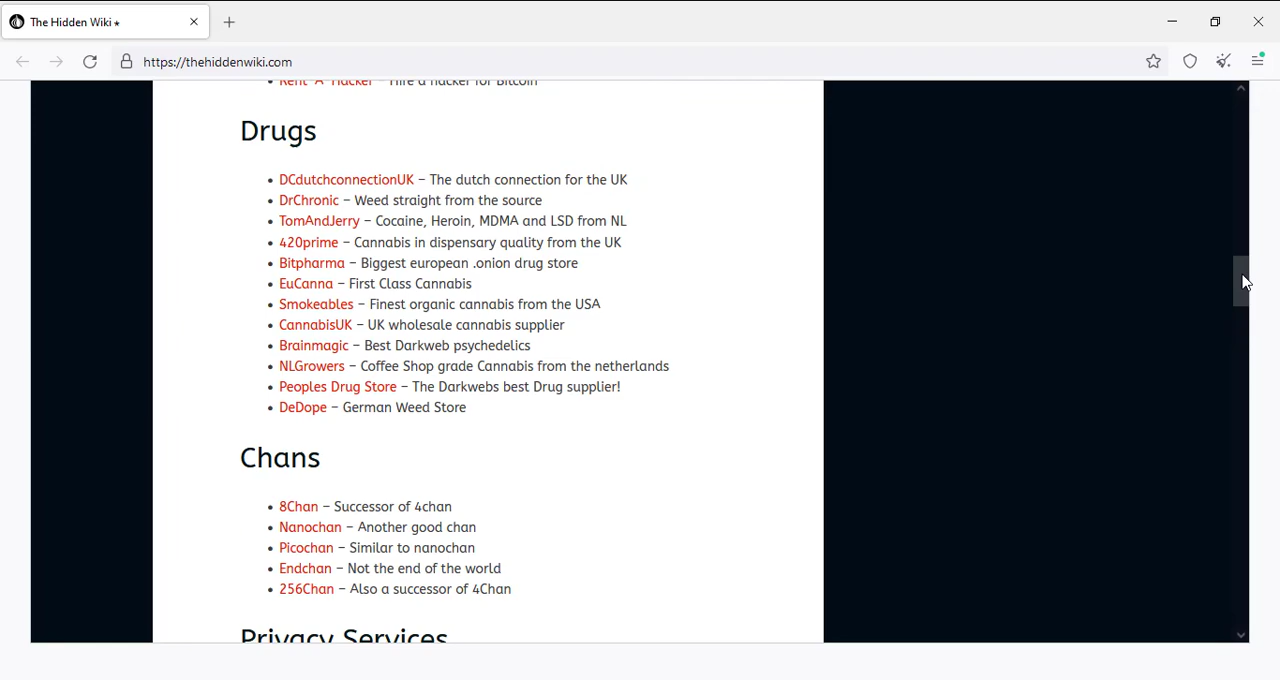 The Hidden Wiki ⋆
https://thehiddenwiki.com
Rent-A-Hacker – Hire a hacker for Bitcoin
Drugs
• DCdutchconnectionUK – The dutch connection for the UK
• DrChronic – Weed straight from the source
• TomAndJerry – Cocaine, Heroin, MDMA and LSD from NL
• 420prime – Cannabis in dispensary quality from the UK
• Bitpharma – Biggest european .onion drug store
• EuCanna – First Class Cannabis
• Smokeables – Finest organic cannabis from the USA
• CannabisUK – UK wholesale cannabis supplier
• Brainmagic – Best Darkweb psychedelics
• NLGrowers – Coffee Shop grade Cannabis from the netherlands
• Peoples Drug Store – The Darkwebs best Drug supplier!
• DeDope – German Weed Store
Chans
• 8Chan – Successor of 4chan
• Nanochan – Another good chan
• Picochan – Similar to nanochan
• Endchan – Not the end of the world
• 256Chan – Also a successor of 4Chan
Privacy Services